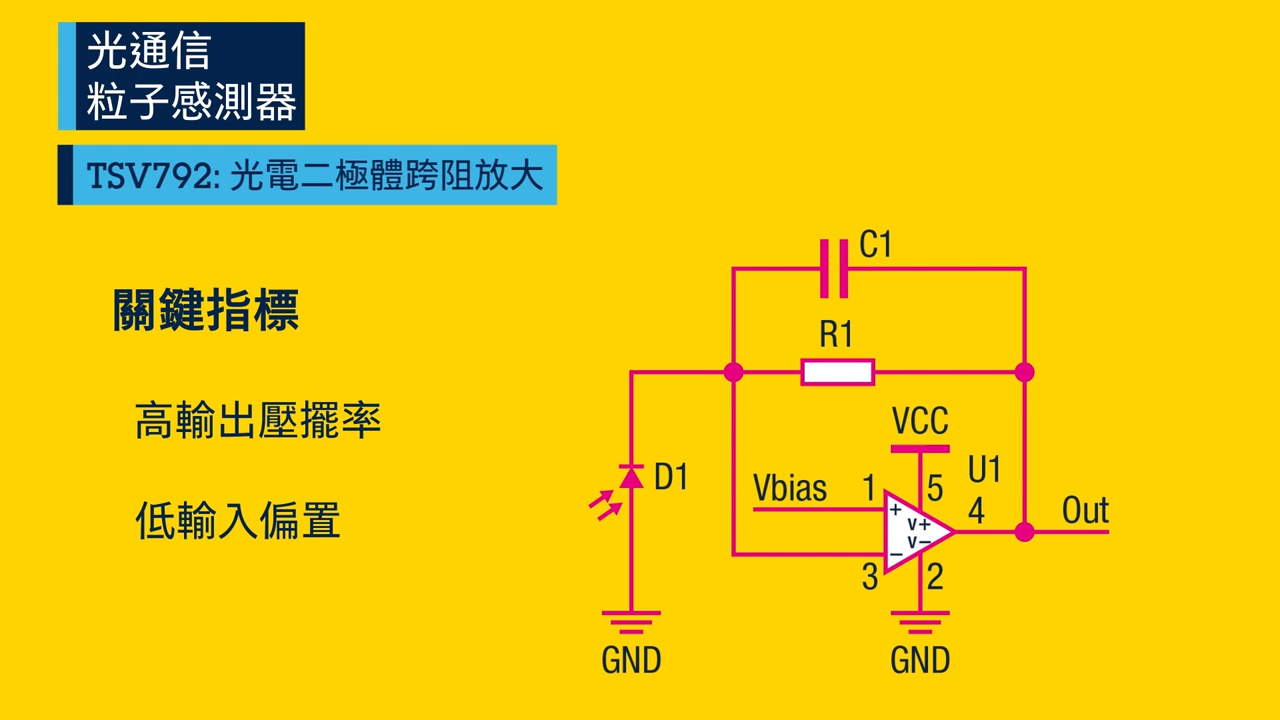 光通信
粒子感測器
TSV792: 光電二極體跨阻放大
關鍵指標
高輸出壓擺率
低輸入偏置
C1
R1
VCC
D1
Vbias
1
5
U1
4
Out
+
v+
v−
−
3
2
GND
GND